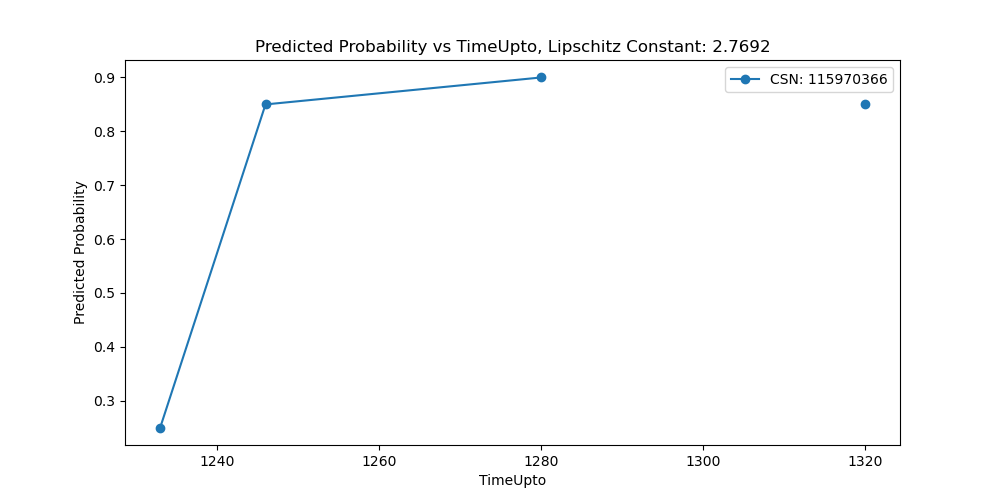 Predicted Probability vs TimeUpto, Lipschitz Constant: 2.7692
CSN: 115970366
0.9
0.8
0.7
0.6
0.5
0.4
0.3
Predicted Probability
1240 1260 1280 1300 1320
TimeUpto